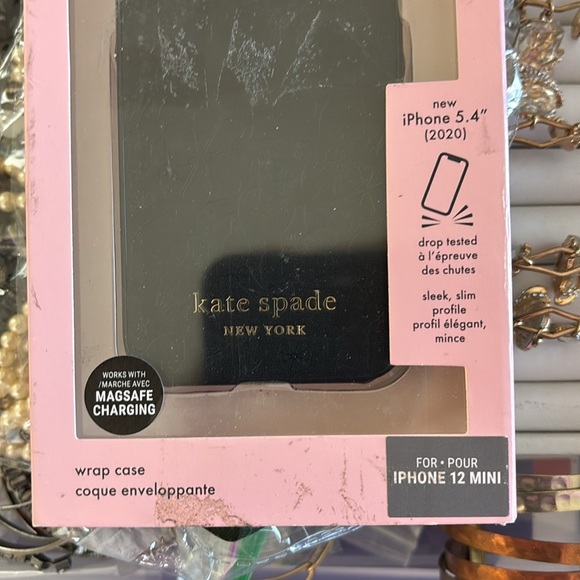 new
iPhone 5.4"
(2020)
drop tested
à l'épreuve
des chutes
sleek, slim
profile
profil élégant,
mince
kate spade
NEW YORK
WORKS WITH
/MARCHE AVEC
MAGSAFE
CHARGING
wrap case
coque enveloppante
FOR • POUR
IPHONE 12 MINI